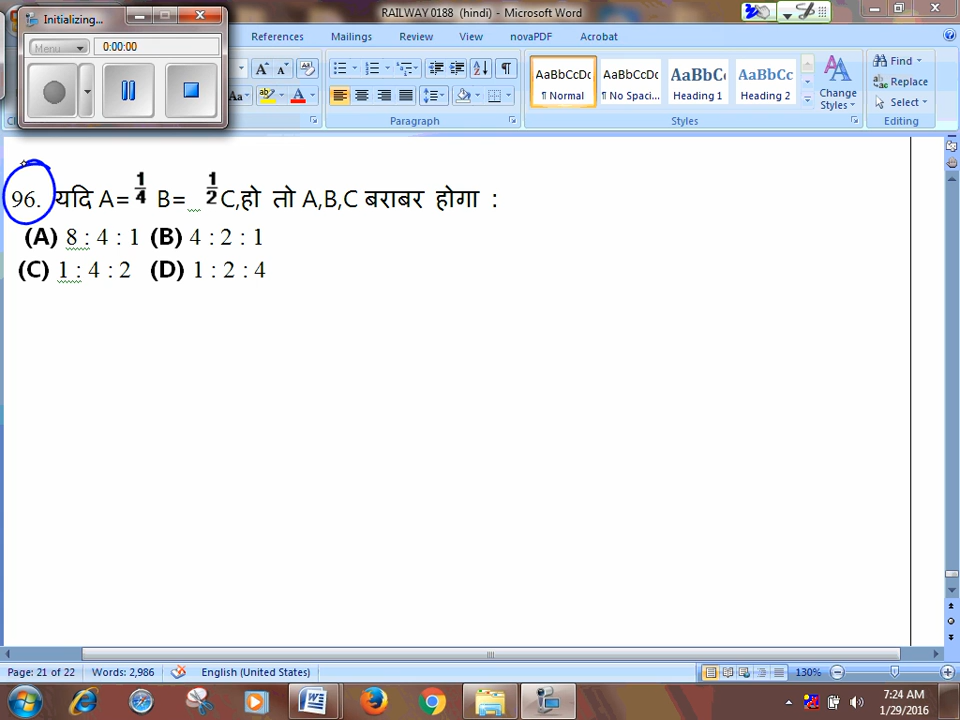 Initializing...
RAILWAY 0188 (hindi) - Microsoft Word
Menu
0:00:00
References Mailings Review View novaPDF Acrobat
Aa
AaBbCcDc AaBbCcDc AaBbC AaBbCc
¶ Normal ¶ No Spaci... Heading 1 Heading 2
Change Styles
Find
Replace
Select
Paragraph Styles Editing
96. यदि A= 1/4 B= 1/2 C,हो तो A,B,C बराबर होगा :
(A) 8 : 4 : 1 (B) 4 : 2 : 1
(C) 1 : 4 : 2 (D) 1 : 2 : 4
Page: 21 of 22 Words: 2,986 English (United States) 130%
7:24 AM
1/29/2016